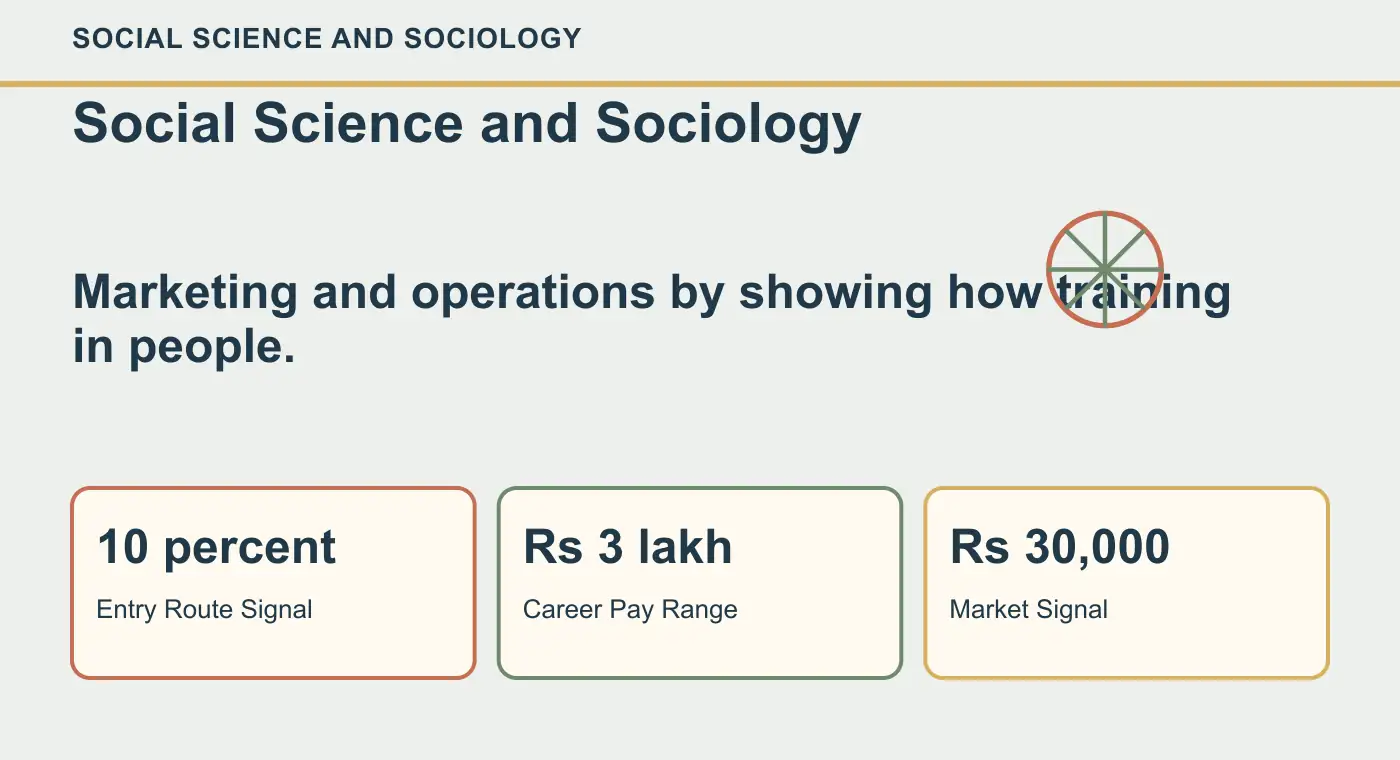 SOCIAL SCIENCE AND SOCIOLOGY
Social Science and Sociology
Marketing and operations by showing how training
in people.
10 percent
Entry Route Signal
Rs 3 lakh
Career Pay Range
Rs 30,000
Market Signal